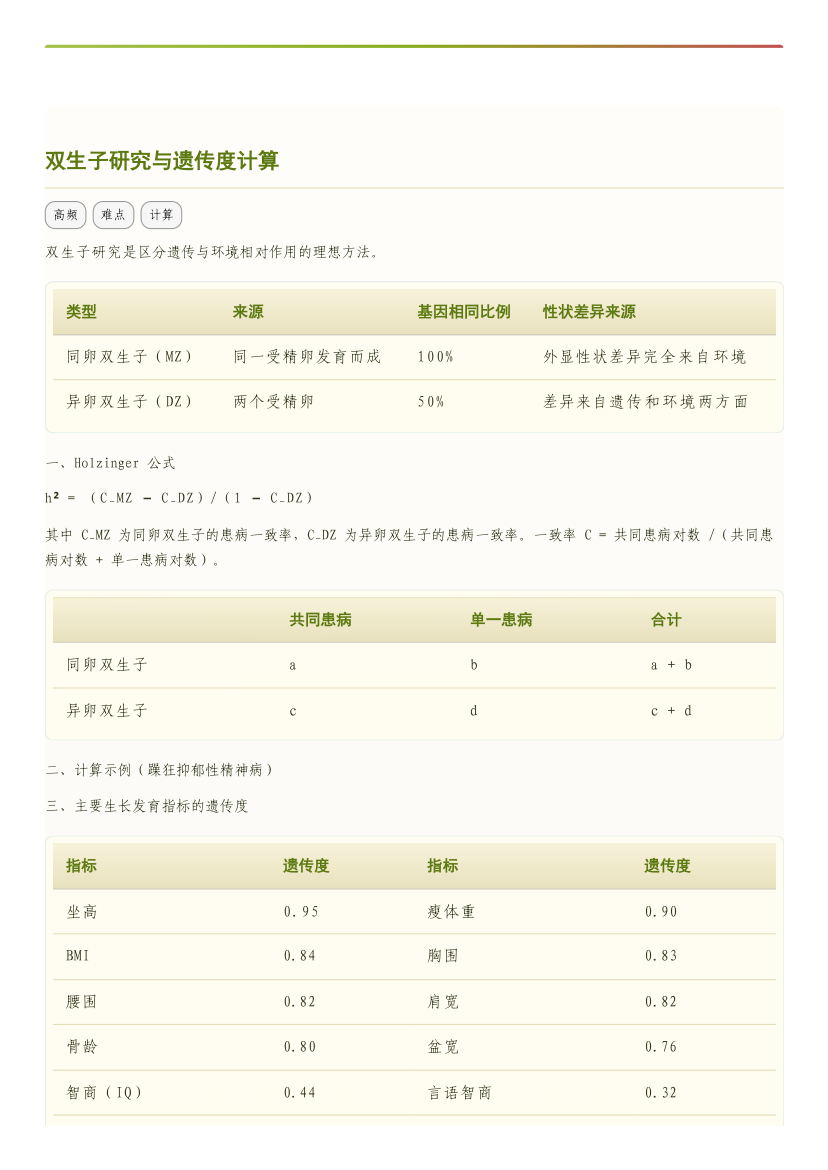 双生子研究与遗传度计算
高频 难点 计算
双生子研究是区分遗传与环境相对作用的理想方法。
类型 来源 基因相同比例 性状差异来源
同卵双生子（MZ） 同一受精卵发育而成 100% 外显性状差异完全来自环境
异卵双生子（DZ） 两个受精卵 50% 差异来自遗传和环境两方面
一、Holzinger 公式
h² = （C₋MZ − C₋DZ）/（1 − C₋DZ）
其中 C₋MZ 为同卵双生子的患病一致率，C₋DZ 为异卵双生子的患病一致率。一致率 C = 共同患病对数 /（共同患
病对数 + 单一患病对数）。
共同患病 单一患病 合计
同卵双生子 a b a + b
异卵双生子 c d c + d
二、计算示例（躁狂抑郁性精神病）
三、主要生长发育指标的遗传度
指标 遗传度 指标 遗传度
坐高 0.95 瘦体重 0.90
BMI 0.84 胸围 0.83
腰围 0.82 肩宽 0.82
骨龄 0.80 盆宽 0.76
智商（IQ） 0.44 言语智商 0.32